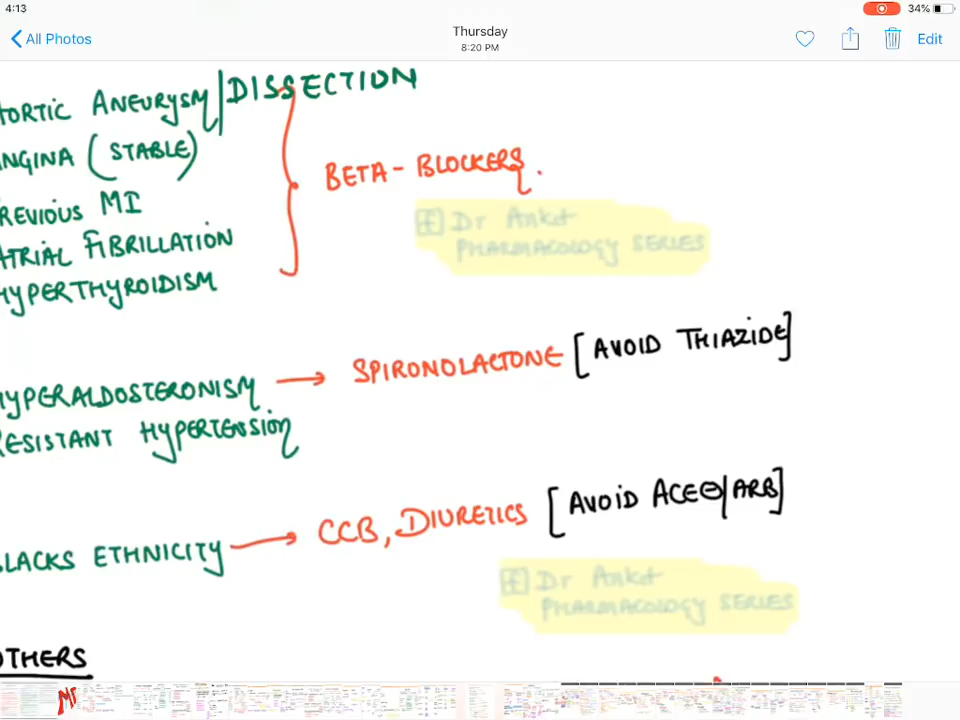 4:13
34%
All Photos
Thursday
8:20 PM
Edit
ORTIC ANEURYSM/DISSECTION
NGINA (STABLE)
REVIOUS MI
ATRIAL FIBRILLATION
HYPERTHYROIDISM
BETA-BLOCKERS.
f Dr Ankit
PHARMACOLOGY SERIES
HYPERALDOSTERONISM → SPIRONOLACTONE [AVOID THIAZIDE]
RESISTANT HYPERTENSION
LACKS ETHNICITY → CCB, DIURETICS [AVOID ACE⊖/ARB]
f Dr Ankit
PHARMACOLOGY SERIES
OTHERS
MI